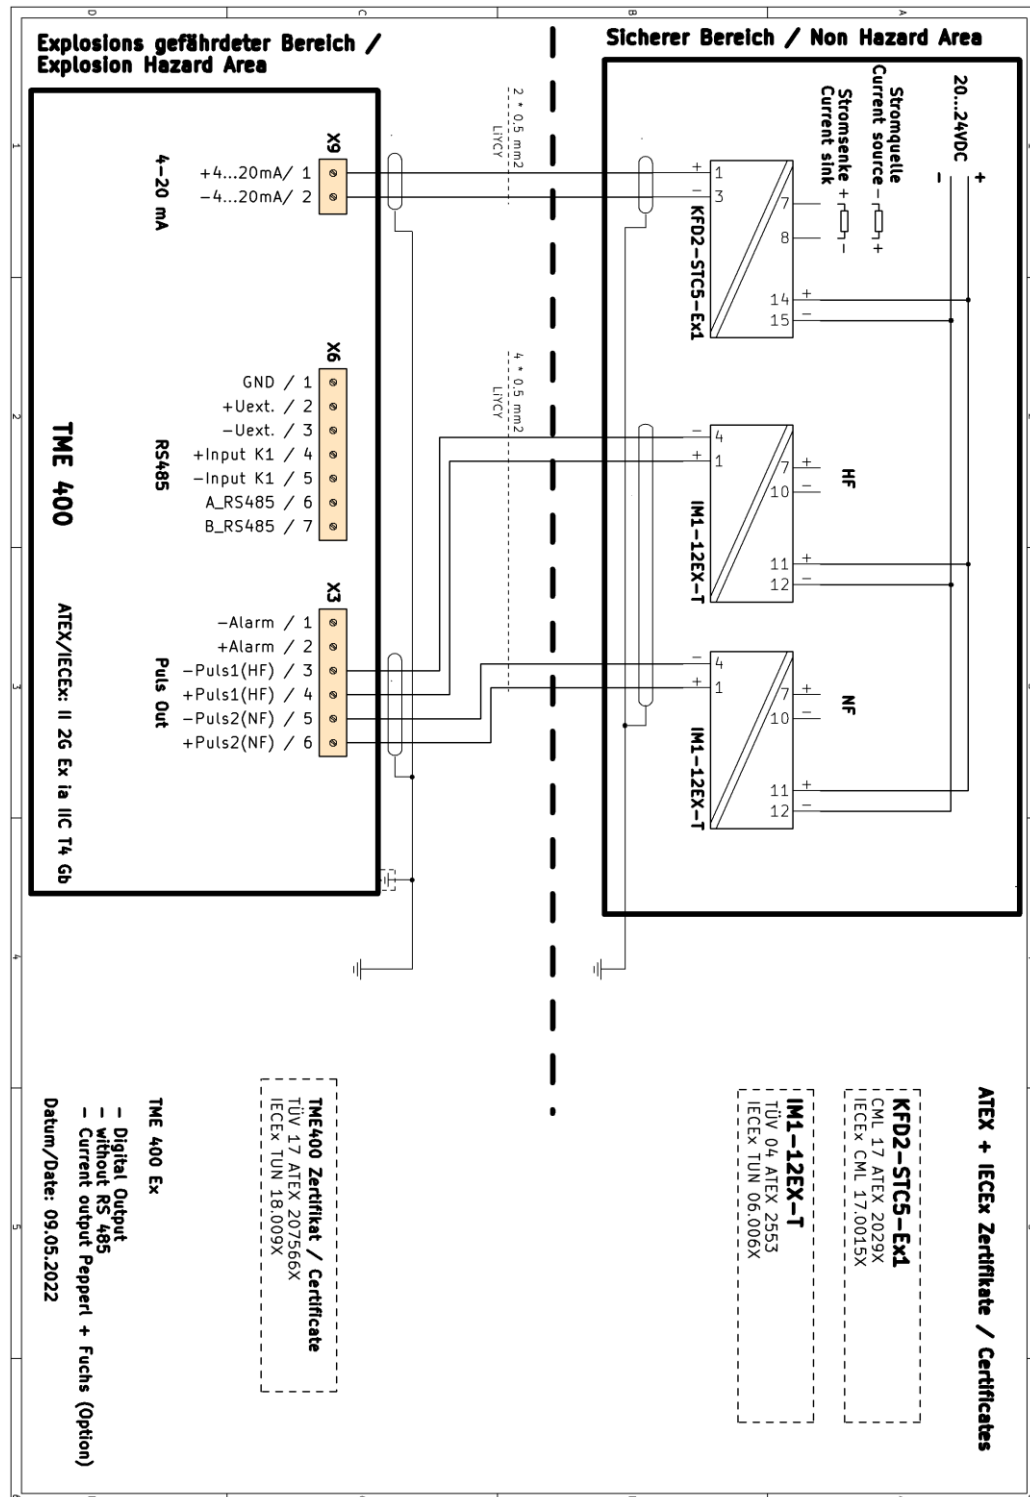 Explosions gefährdeter Bereich /
Explosion Hazard Area
Sicherer Bereich / Non Hazard Area
D
C
B
A
1
2
3
4
5
X9
+4...20mA/ 1
-4...20mA/ 2
4-20 mA
X6
GND / 1
+Uext. / 2
-Uext. / 3
+Input K1 / 4
-Input K1 / 5
A_RS485 / 6
B_RS485 / 7
RS485
TME 400
X3
-Alarm / 1
+Alarm / 2
-Puls1(HF) / 3
+Puls1(HF) / 4
-Puls2(NF) / 5
+Puls2(NF) / 6
Puls Out
ATEX/IECEx: II 2G Ex ia IIC T4 Gb
2 * 0,5 mm2
LiYCY
4 * 0,5 mm2
LiYCY
20...24VDC
+
-
Stromquelle
Current source - +
Stromsenke
Current sink + -
+ 1
- 3
7
8
14 +
15 -
KFD2-STC5-Ex1
- 4
+ 1
7 +
10 -
HF
11 +
12 -
IM1-12EX-T
- 4
+ 1
7 +
10 -
NF
11 +
12 -
IM1-12EX-T
ATEX + IECEx Zertifikate / Certificates
KFD2-STC5-Ex1
CML 17 ATEX 2029X
IECEx CML 17.0015X
IM1-12EX-T
TÜV 04 ATEX 2553
IECEx TUN 06.006X
TME400 Zertifikat / Certificate
TÜV 17 ATEX 207566X
IECEx TUN 18.009X
TME 400 Ex
- Digital Output
- without RS 485
- Current output Pepperl + Fuchs (Option)
Datum/Date: 09.05.2022